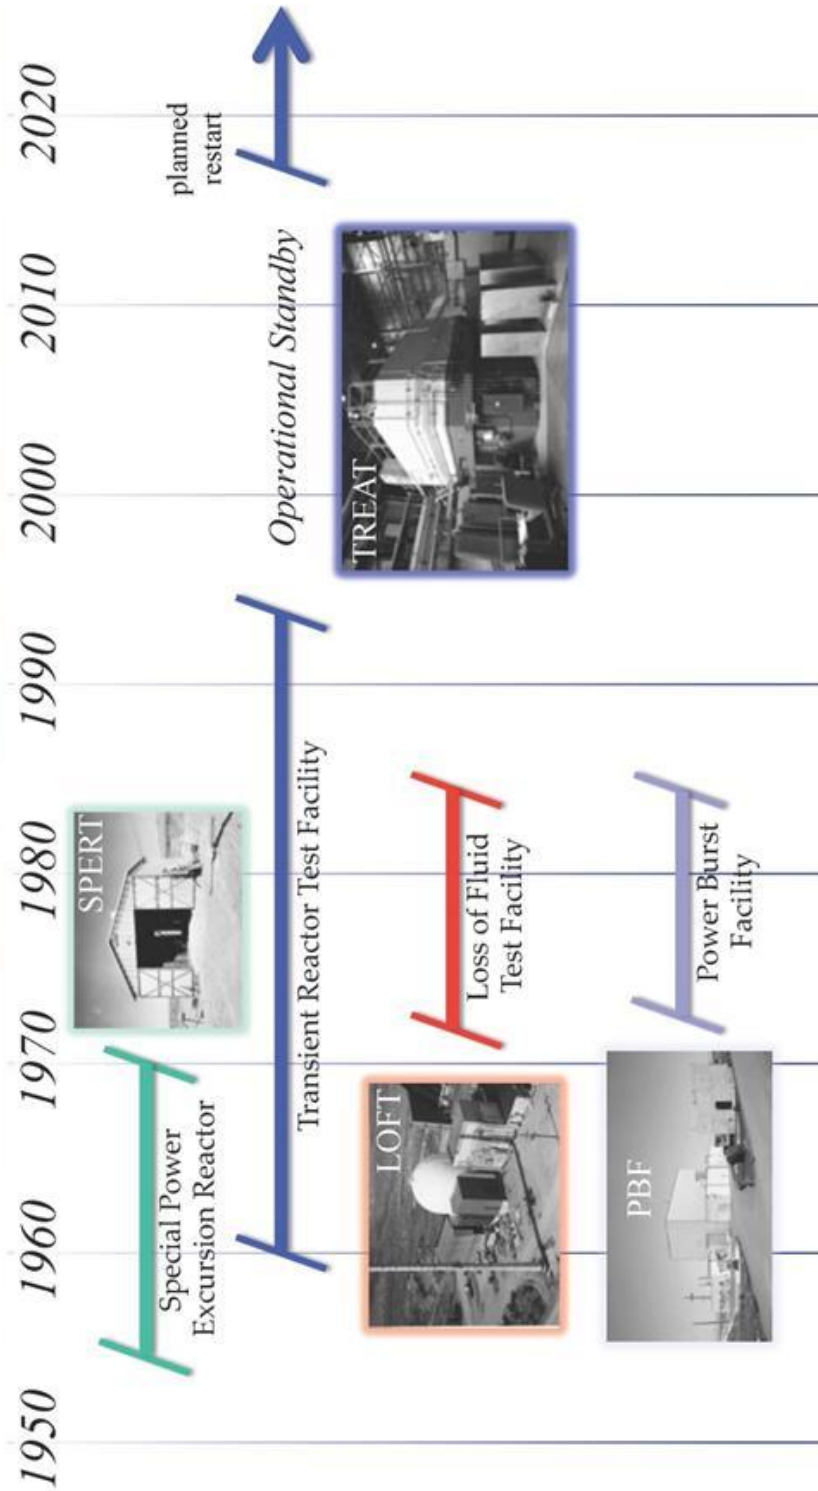 1950 1960 1970 1980 1990 2000 2010 2020
SPERT
Special Power
Excursion Reactor
planned
restart
Operational Standby
Transient Reactor Test Facility
TREAT
LOFT
Loss of Fluid
Test Facility
PBF
Power Burst
Facility